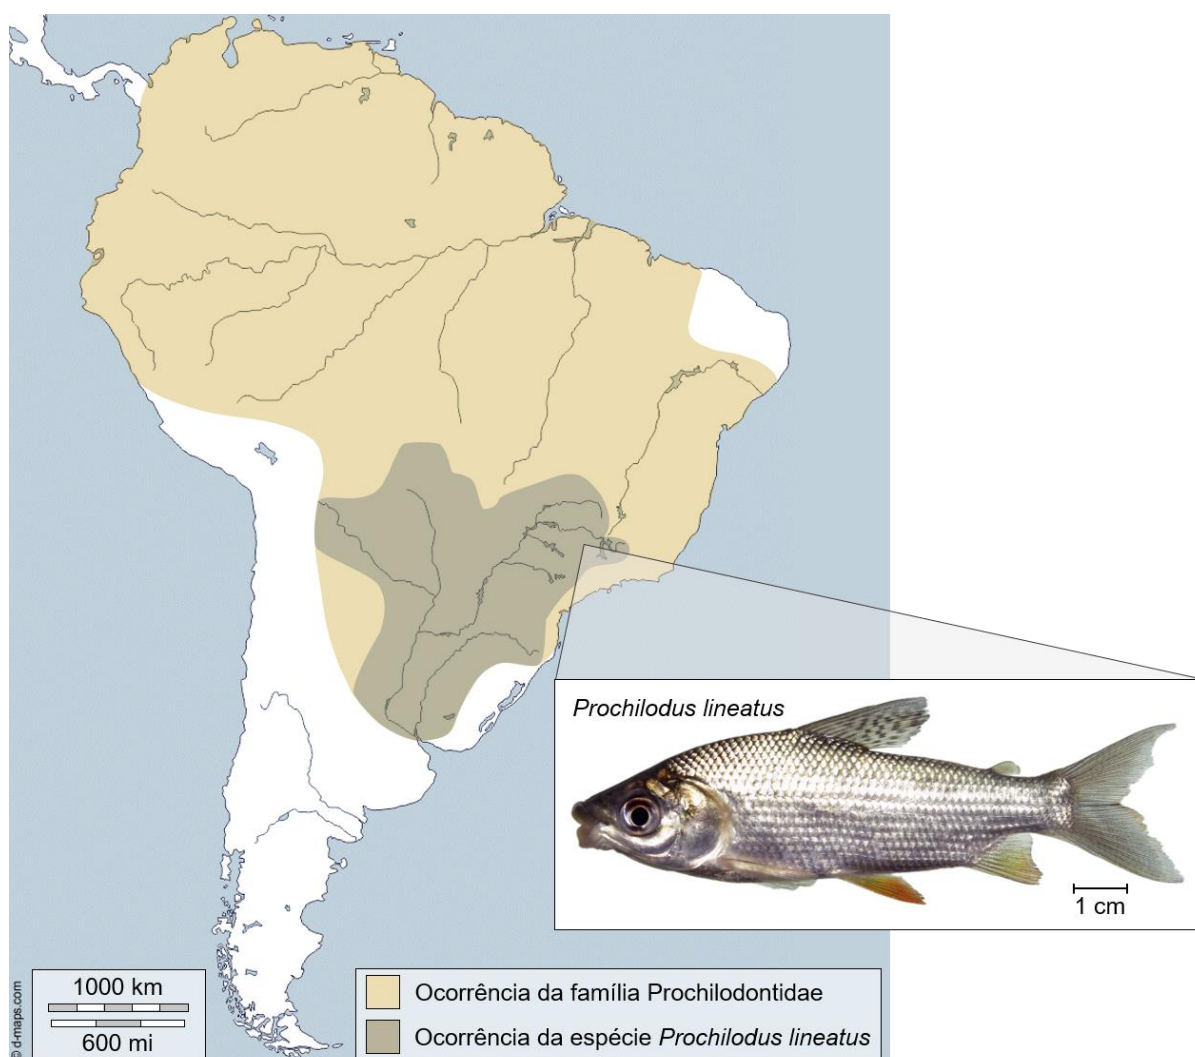 Prochilodus lineatus
1 cm
1000 km
600 mi
Ocorrência da família Prochilodontidae
Ocorrência da espécie Prochilodus lineatus
© d-maps.com